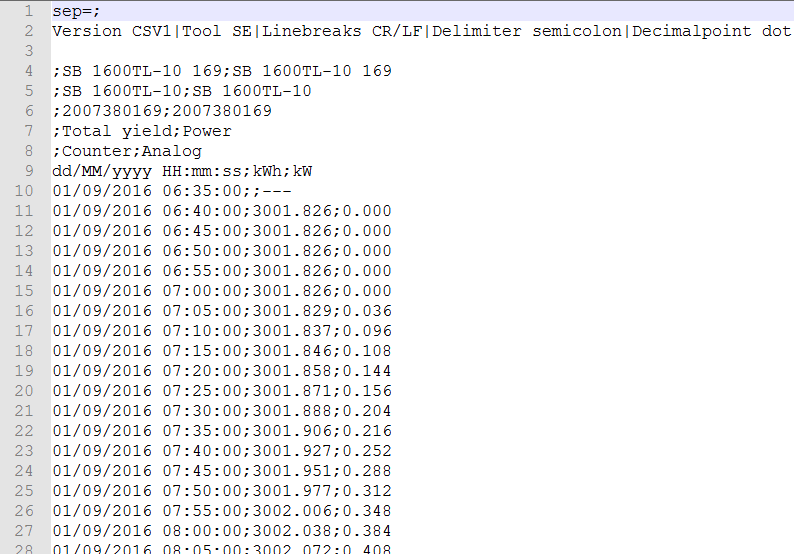 1 sep=;
2 Version CSV1|Tool SE|Linebreaks CR/LF|Delimiter semicolon|Decimalpoint dot
3
4 ;SB 1600TL-10 169;SB 1600TL-10 169
5 ;SB 1600TL-10;SB 1600TL-10
6 ;2007380169;2007380169
7 ;Total yield;Power
8 ;Counter;Analog
9 dd/MM/yyyy HH:mm:ss;kWh;kW
10 01/09/2016 06:35:00;;---
11 01/09/2016 06:40:00;3001.826;0.000
12 01/09/2016 06:45:00;3001.826;0.000
13 01/09/2016 06:50:00;3001.826;0.000
14 01/09/2016 06:55:00;3001.826;0.000
15 01/09/2016 07:00:00;3001.826;0.000
16 01/09/2016 07:05:00;3001.829;0.036
17 01/09/2016 07:10:00;3001.837;0.096
18 01/09/2016 07:15:00;3001.846;0.108
19 01/09/2016 07:20:00;3001.858;0.144
20 01/09/2016 07:25:00;3001.871;0.156
21 01/09/2016 07:30:00;3001.888;0.204
22 01/09/2016 07:35:00;3001.906;0.216
23 01/09/2016 07:40:00;3001.927;0.252
24 01/09/2016 07:45:00;3001.951;0.288
25 01/09/2016 07:50:00;3001.977;0.312
26 01/09/2016 07:55:00;3002.006;0.348
27 01/09/2016 08:00:00;3002.038;0.384
28 01/09/2016 08:05:00;3002.072;0.408